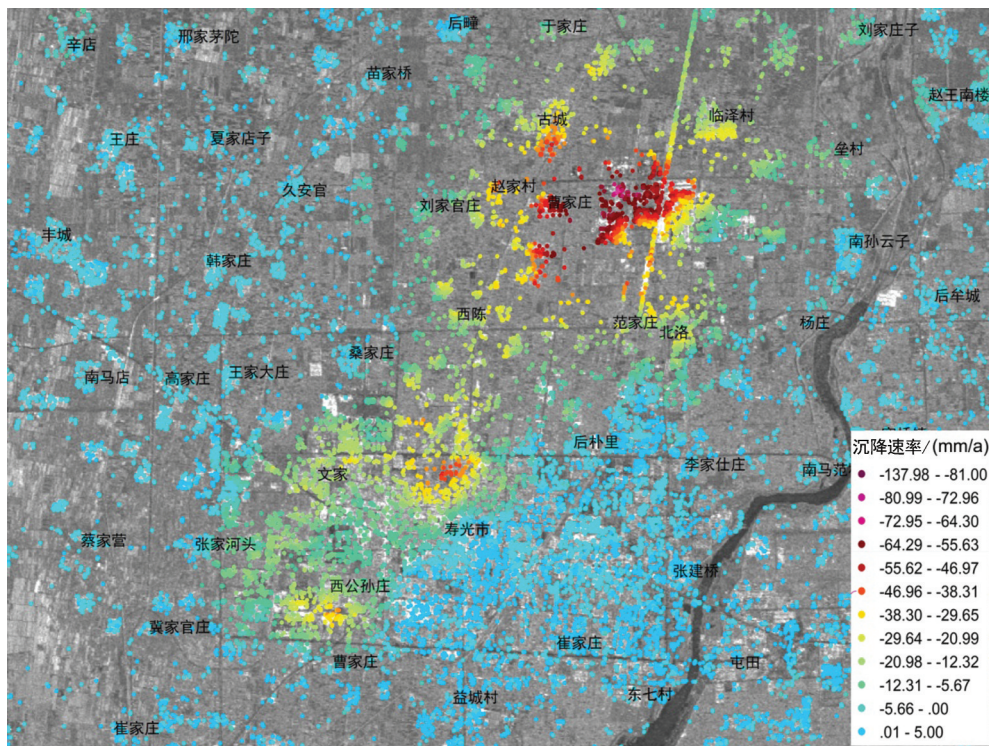 后疃
于家庄
刘家庄子
辛店
邢家茅陀
苗家桥
赵王南楼
古城
临泽村
王庄
夏家店子
垒村
久安官
赵家村
刘家官庄
曹家庄
丰城
南孙云子
韩家庄
后牟城
西陈
范家庄
杨庄
北洛
桑家庄
南马店
高家庄
王家大庄
后朴里
文家
李家仕庄
南马范
寿光市
蔡家营
张家河头
张建桥
西公孙庄
冀家官庄
崔家庄
曹家庄
屯田
益城村
东七村
崔家庄
沉降速率/(mm/a)
-137.98 - -81.00
-80.99 - -72.96
-72.95 - -64.30
-64.29 - -55.63
-55.62 - -46.97
-46.96 - -38.31
-38.30 - -29.65
-29.64 - -20.99
-20.98 - -12.32
-12.31 - -5.67
-5.66 - .00
.01 - 5.00